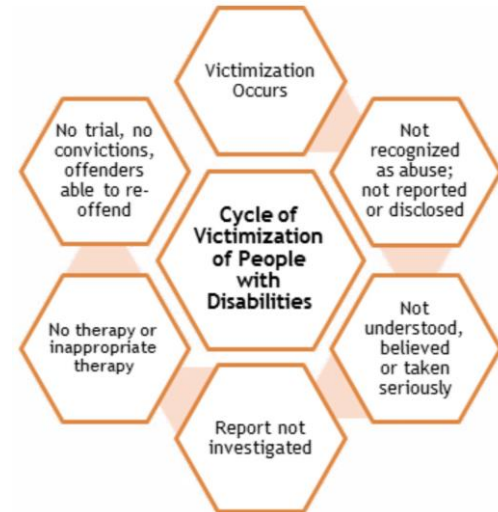 Victimization
Occurs
Not
recognized
as abuse;
not reported
or disclosed
Not
understood,
believed
or taken
seriously
Report not
investigated
No therapy or
inappropriate
therapy
No trial, no
convictions,
offenders
able to re-
offend
Cycle of
Victimization
of People
with
Disabilities